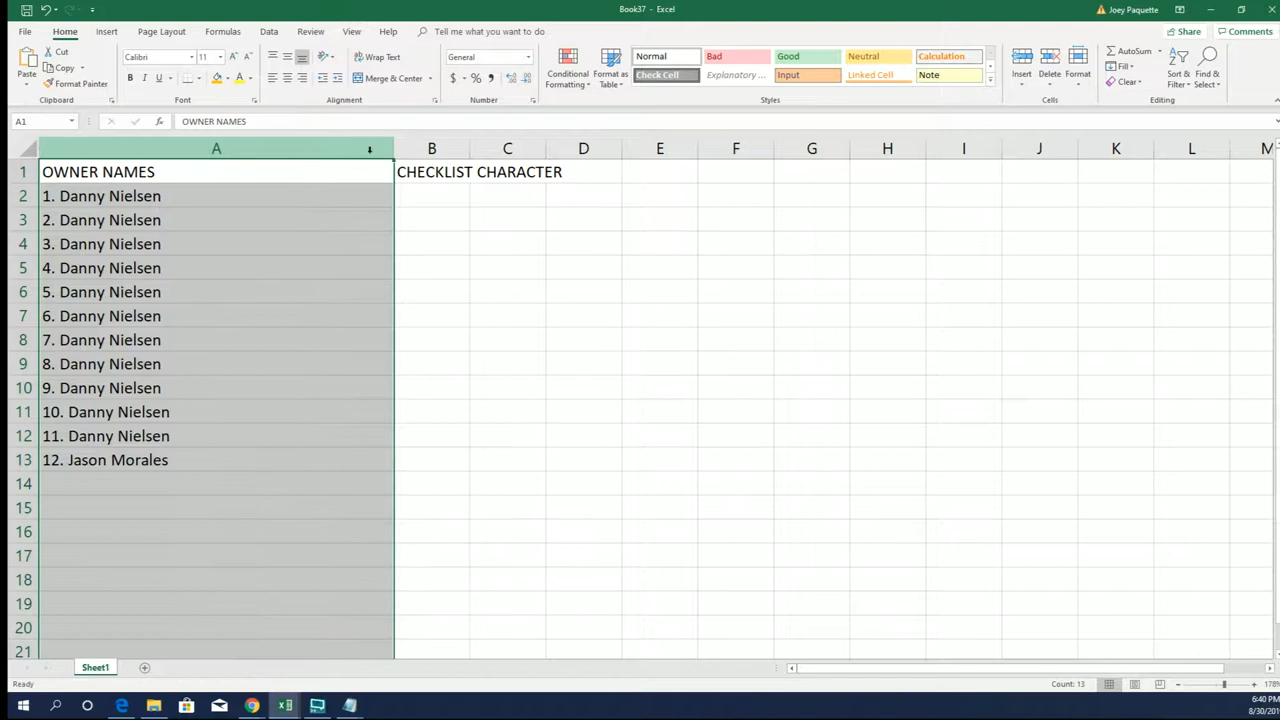 Book37 - Excel
Joey Paquette
File Home Insert Page Layout Formulas Data Review View Help Tell me what you want to do
Share Comments
Paste Cut Copy Format Painter
Calibri 11
B I U A
Wrap Text
Merge & Center
General
$ % ,
Conditional Formatting Format as Table
Normal Bad Good Neutral Calculation
Check Cell Explanatory ... Input Linked Cell Note
Insert Delete Format
AutoSum Fill Clear
Sort & Filter Find & Select
Clipboard Font Alignment Number Styles Cells Editing
A1 fx OWNER NAMES
A B C D E F G H I J K L M
1 OWNER NAMES CHECKLIST CHARACTER
2 1. Danny Nielsen
3 2. Danny Nielsen
4 3. Danny Nielsen
5 4. Danny Nielsen
6 5. Danny Nielsen
7 6. Danny Nielsen
8 7. Danny Nielsen
9 8. Danny Nielsen
10 9. Danny Nielsen
11 10. Danny Nielsen
12 11. Danny Nielsen
13 12. Jason Morales
14
15
16
17
18
19
20
21
Sheet1
Ready Count: 13 178%
6:40 PM
8/30/201